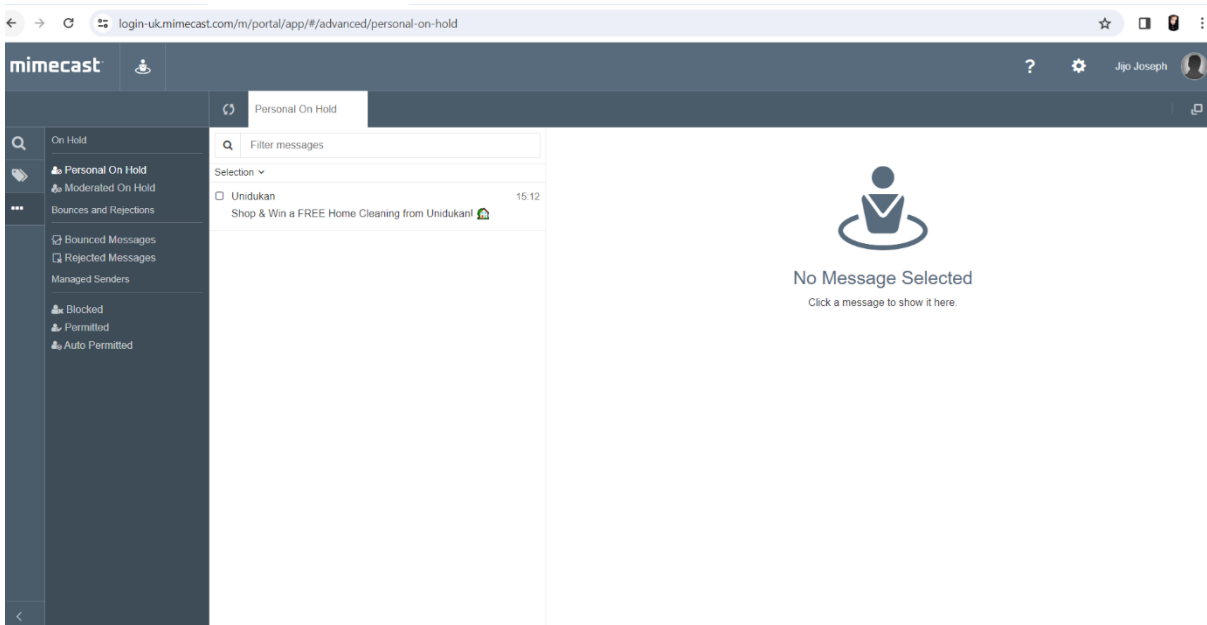 login-uk.mimecast.com/m/portal/app/#/advanced/personal-on-hold
mimecast
? Jijo Joseph
Personal On Hold
On Hold
Personal On Hold
Moderated On Hold
Bounces and Rejections
Bounced Messages
Rejected Messages
Managed Senders
Blocked
Permitted
Auto Permitted
Filter messages
Selection
Unidukan 15:12
Shop & Win a FREE Home Cleaning from Unidukan! 🏡
No Message Selected
Click a message to show it here.